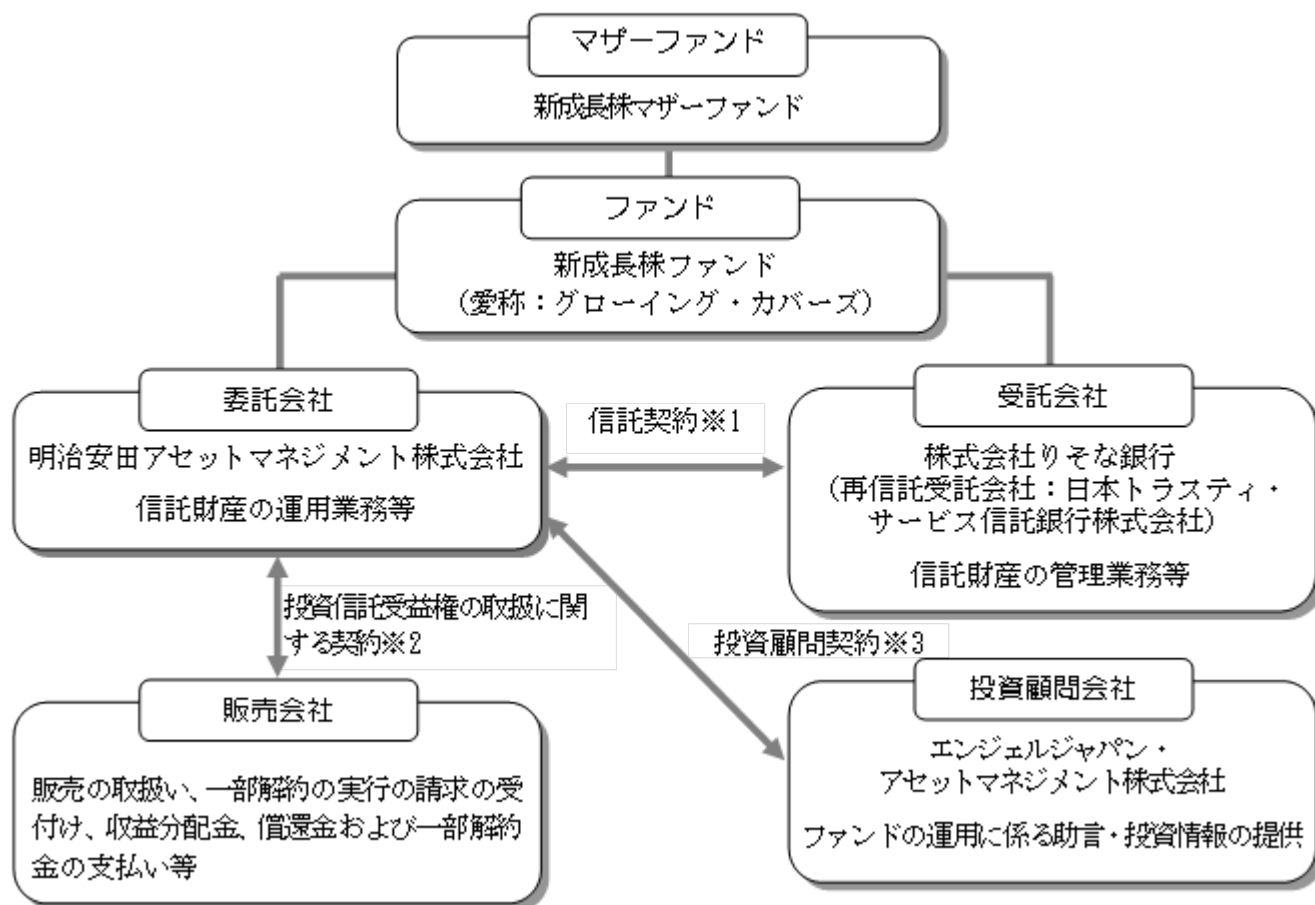 マザーファンド
新成長株マザーファンド
ファンド
新成長株ファンド
（愛称：グローイング・カバーズ）
委託会社
明治安田アセットマネジメント株式会社
信託財産の運用業務等
信託契約※1
受託会社
株式会社りそな銀行
（再信託受託会社：日本トラスティ・
サービス信託銀行株式会社）
信託財産の管理業務等
投資信託受益権の取扱に関
する契約※2
投資顧問契約※3
販売会社
販売の取扱い、一部解約の実行の請求の受
付け、収益分配金、償還金および一部解約
金の支払い等
投資顧問会社
エンジェルジャパン・
アセットマネジメント株式会社
ファンドの運用に係る助言・投資情報の提供